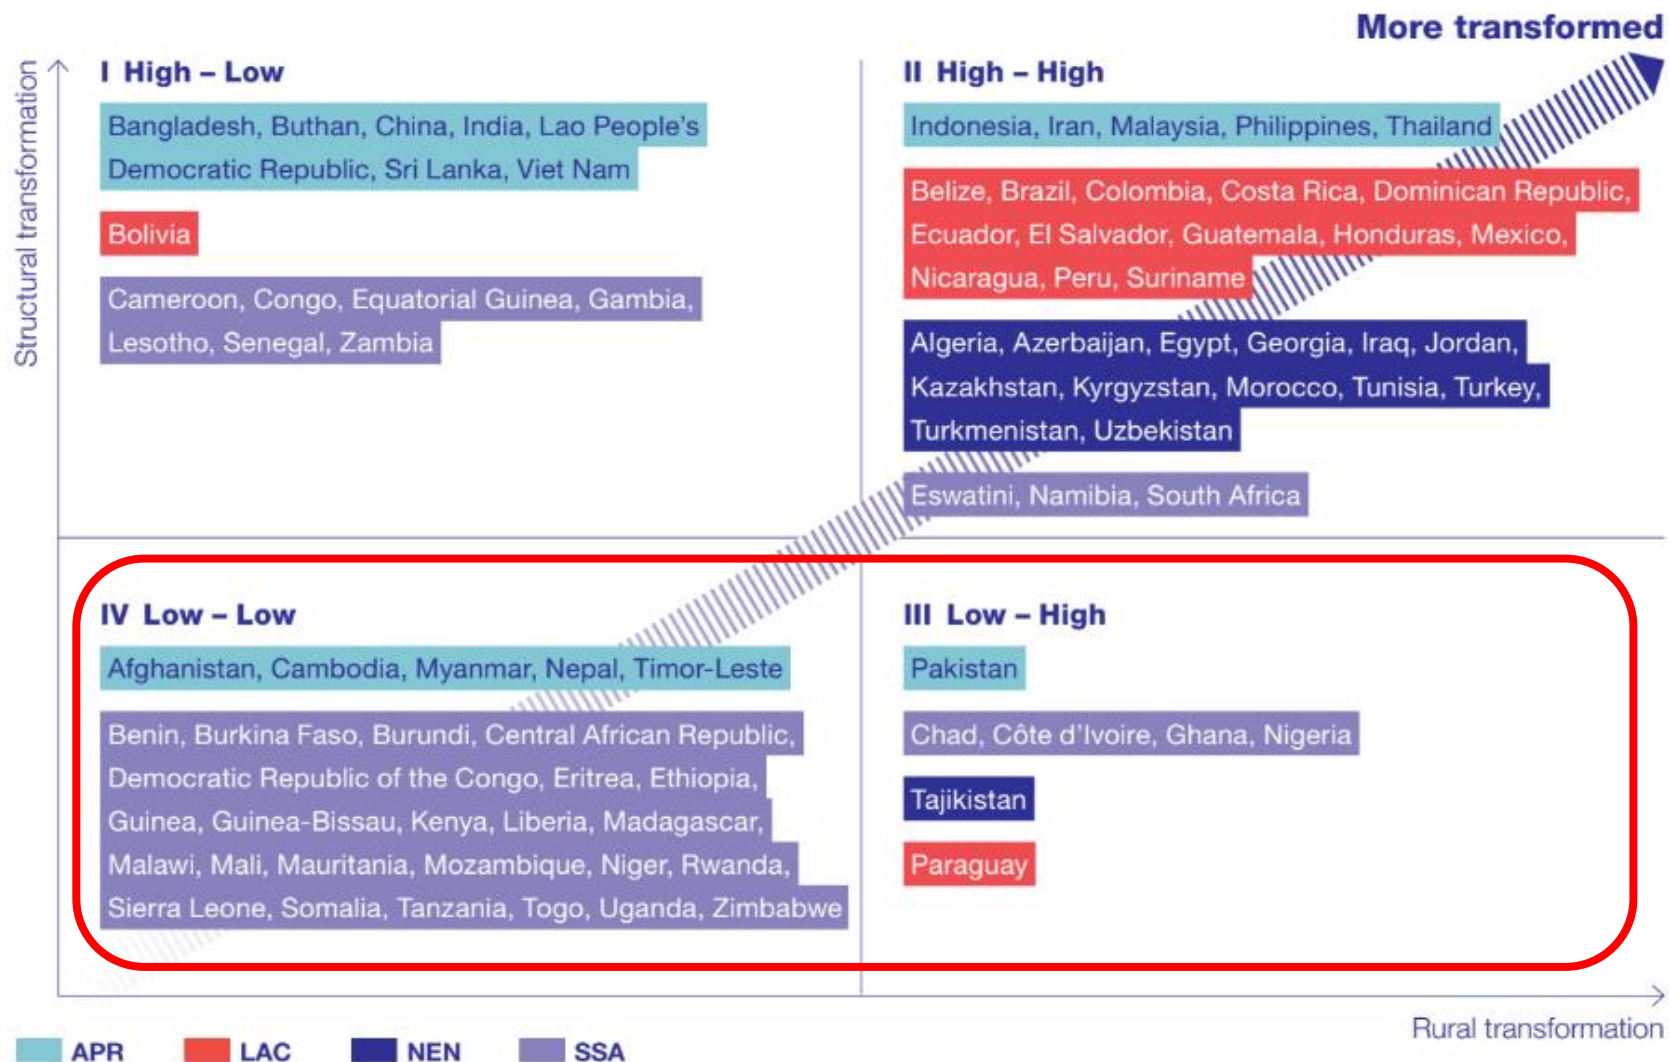 More transformed
Structural transformation
I High – Low
Bangladesh, Buthan, China, India, Lao People's
Democratic Republic, Sri Lanka, Viet Nam
Bolivia
Cameroon, Congo, Equatorial Guinea, Gambia,
Lesotho, Senegal, Zambia
II High – High
Indonesia, Iran, Malaysia, Philippines, Thailand
Belize, Brazil, Colombia, Costa Rica, Dominican Republic,
Ecuador, El Salvador, Guatemala, Honduras, Mexico,
Nicaragua, Peru, Suriname
Algeria, Azerbaijan, Egypt, Georgia, Iraq, Jordan,
Kazakhstan, Kyrgyzstan, Morocco, Tunisia, Turkey,
Turkmenistan, Uzbekistan
Eswatini, Namibia, South Africa
IV Low – Low
Afghanistan, Cambodia, Myanmar, Nepal, Timor-Leste
Benin, Burkina Faso, Burundi, Central African Republic,
Democratic Republic of the Congo, Eritrea, Ethiopia,
Guinea, Guinea-Bissau, Kenya, Liberia, Madagascar,
Malawi, Mali, Mauritania, Mozambique, Niger, Rwanda,
Sierra Leone, Somalia, Tanzania, Togo, Uganda, Zimbabwe
III Low – High
Pakistan
Chad, Côte d'Ivoire, Ghana, Nigeria
Tajikistan
Paraguay
Rural transformation
APR LAC NEN SSA